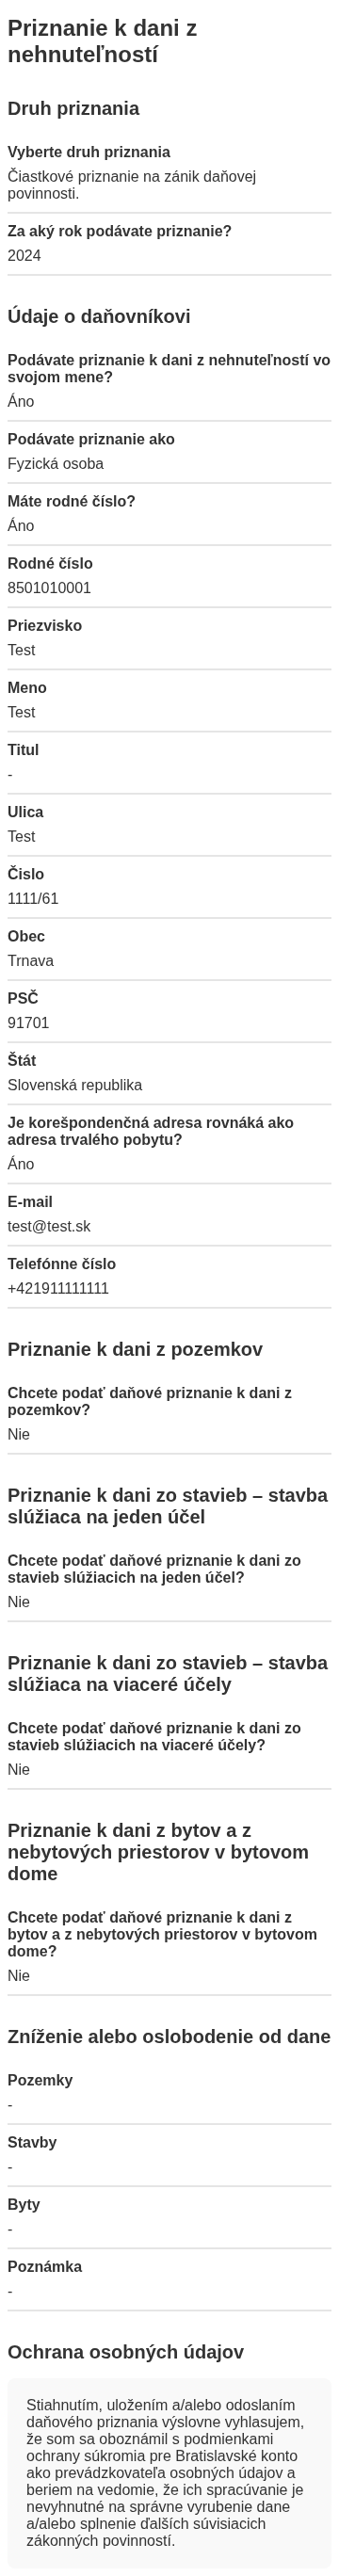 Priznanie k dani z
nehnuteľností
Druh priznania
Vyberte druh priznania
Čiastkové priznanie na zánik daňovej
povinnosti.
Za aký rok podávate priznanie?
2024
Údaje o daňovníkovi
Podávate priznanie k dani z nehnuteľností vo
svojom mene?
Áno
Podávate priznanie ako
Fyzická osoba
Máte rodné číslo?
Áno
Rodné číslo
8501010001
Priezvisko
Test
Meno
Test
Titul
-
Ulica
Test
Čislo
1111/61
Obec
Trnava
PSČ
91701
Štát
Slovenská republika
Je korešpondenčná adresa rovnáká ako
adresa trvalého pobytu?
Áno
E-mail
test@test.sk
Telefónne číslo
+421911111111
Priznanie k dani z pozemkov
Chcete podať daňové priznanie k dani z
pozemkov?
Nie
Priznanie k dani zo stavieb – stavba
slúžiaca na jeden účel
Chcete podať daňové priznanie k dani zo
stavieb slúžiacich na jeden účel?
Nie
Priznanie k dani zo stavieb – stavba
slúžiaca na viaceré účely
Chcete podať daňové priznanie k dani zo
stavieb slúžiacich na viaceré účely?
Nie
Priznanie k dani z bytov a z
nebytových priestorov v bytovom
dome
Chcete podať daňové priznanie k dani z
bytov a z nebytových priestorov v bytovom
dome?
Nie
Zníženie alebo oslobodenie od dane
Pozemky
-
Stavby
-
Byty
-
Poznámka
-
Ochrana osobných údajov
Stiahnutím, uložením a/alebo odoslaním
daňového priznania výslovne vyhlasujem,
že som sa oboznámil s podmienkami
ochrany súkromia pre Bratislavské konto
ako prevádzkovateľa osobných údajov a
beriem na vedomie, že ich spracúvanie je
nevyhnutné na správne vyrubenie dane
a/alebo splnenie ďalších súvisiacich
zákonných povinností.